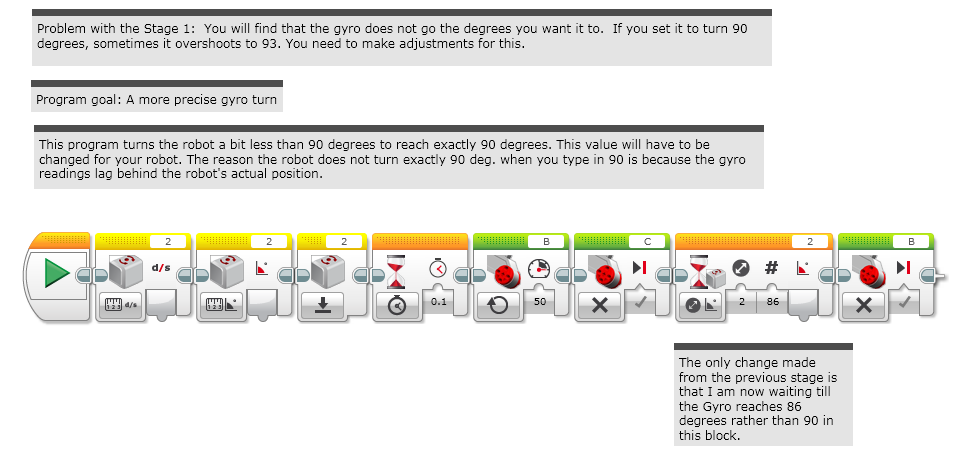 Problem with the Stage 1:  You will find that the gyro does not go the degrees you want it to.  If you set it to turn 90
degrees, sometimes it overshoots to 93. You need to make adjustments for this.
Program goal: A more precise gyro turn
This program turns the robot a bit less than 90 degrees to reach exactly 90 degrees. This value will have to be
changed for your robot. The reason the robot does not turn exactly 90 deg. when you type in 90 is because the gyro
readings lag behind the robot's actual position.
2 2 2 B C 2 B
d/s #
123 d/s 123 0.1 50 2 86
The only change made
from the previous stage is
that I am now waiting till
the Gyro reaches 86
degrees rather than 90 in
this block.